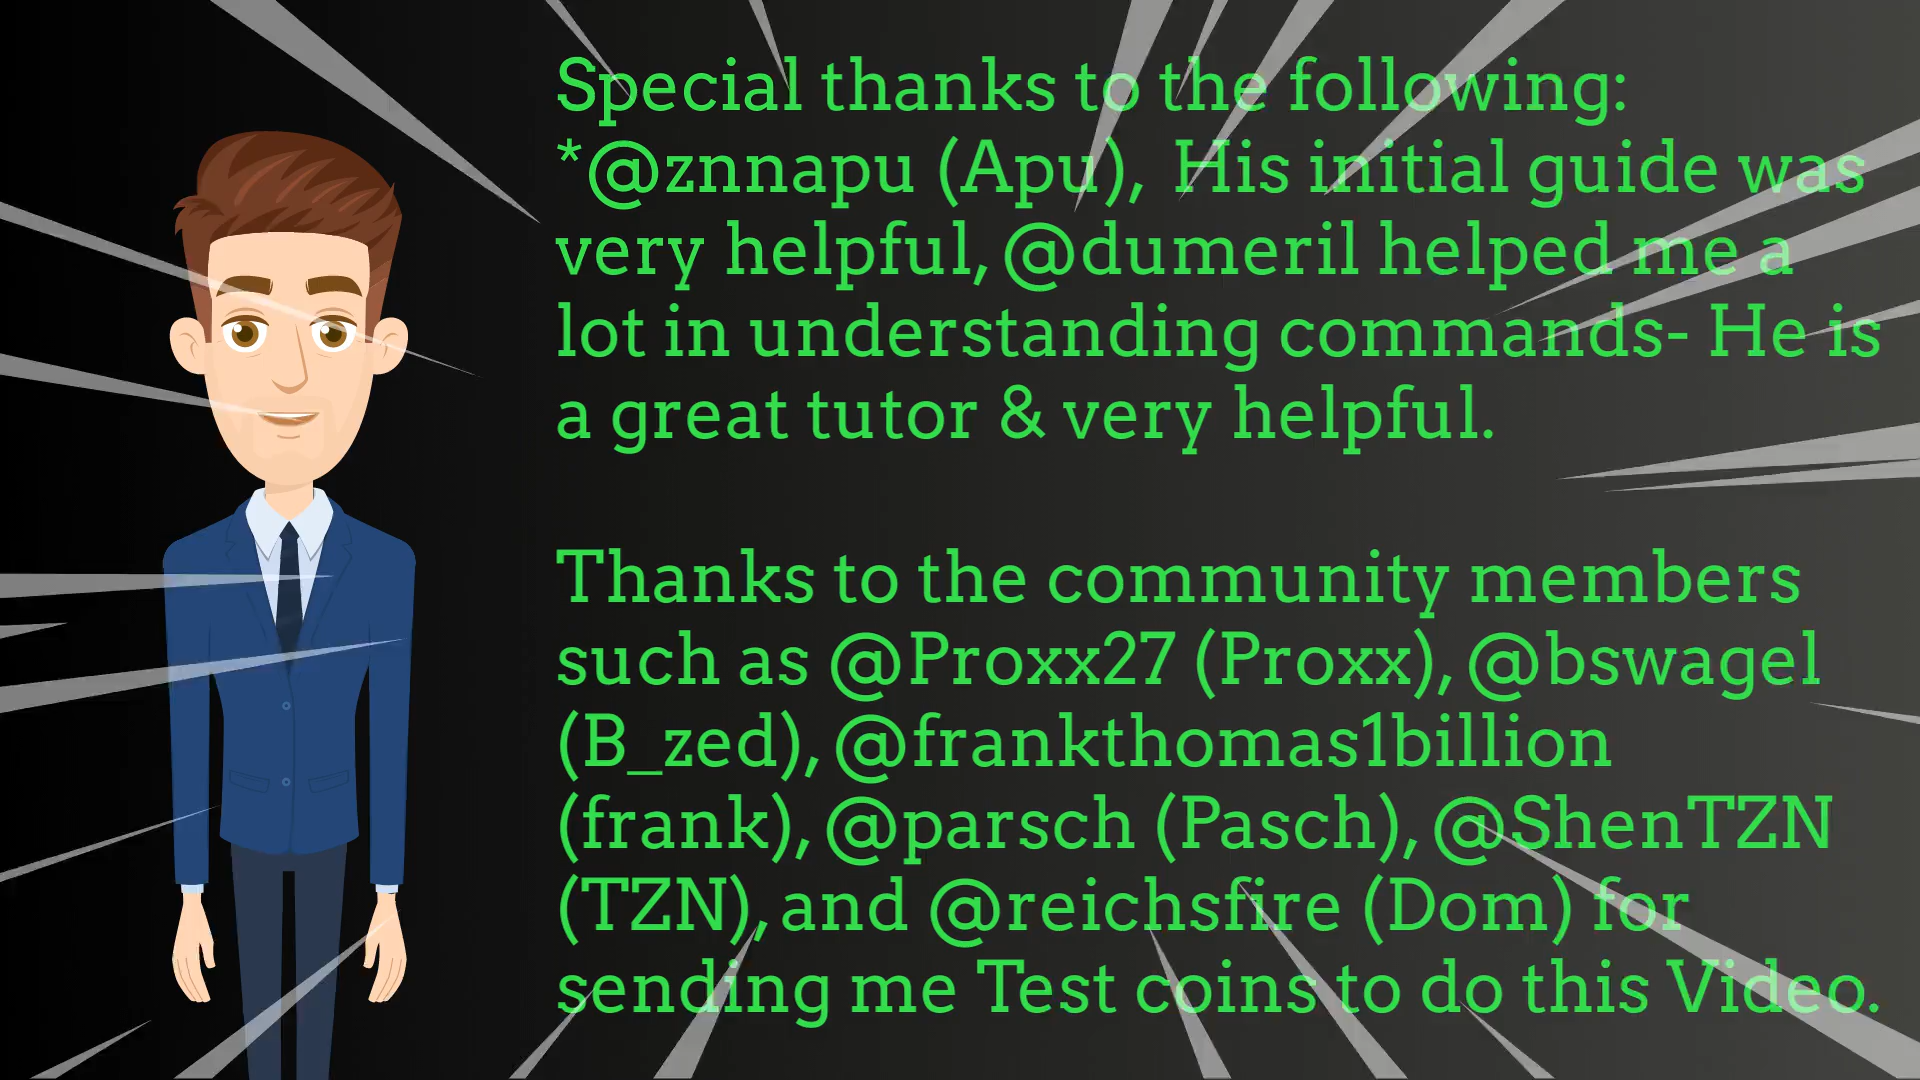 Special thanks to the following:
*@znnapu (Apu), His initial guide was
very helpful, @dumeril helped me a
lot in understanding commands- He is
a great tutor & very helpful.
Thanks to the community members
such as @Proxx27 (Proxx), @bswagel
(B_zed), @frankthomas1billion
(frank), @parsch (Pasch), @ShenTZN
(TZN), and @reichsfire (Dom) for
sending me Test coins to do this Video.